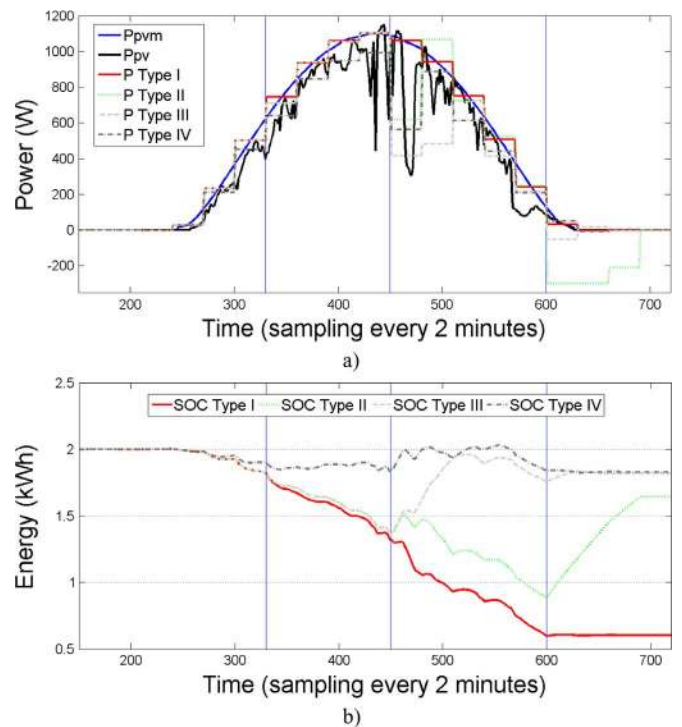 1200
1000
800
600
400
200
0
-200
Power (W)
Ppvm
Ppv
P Type I
P Type II
P Type III
P Type IV
300 400 500 600 700
Time (sampling every 2 minutes)
a)
2.5
2
1.5
1
0.5
Energy (kWh)
SOC Type I SOC Type II SOC Type III SOC Type IV
200 300 400 500 600 700
Time (sampling every 2 minutes)
b)